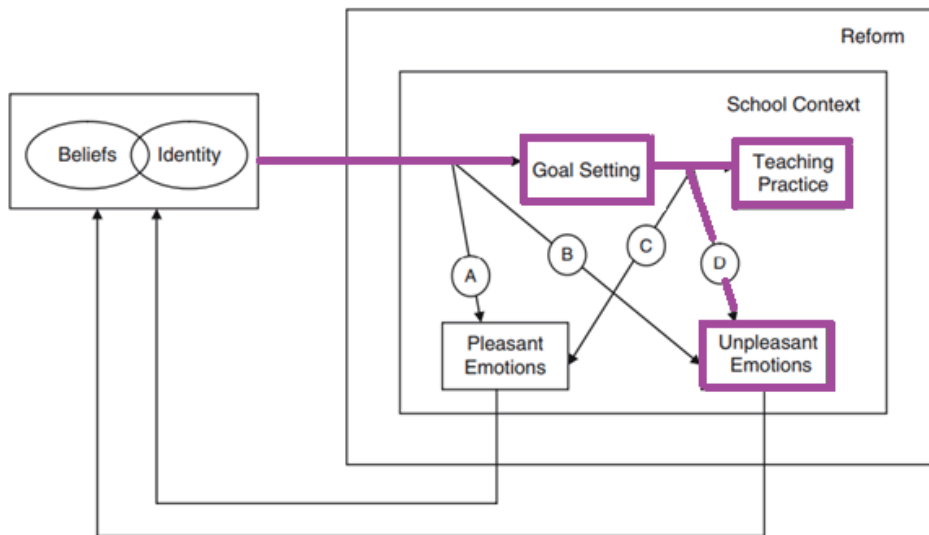 Reform
School Context
Beliefs
Identity
Goal Setting
Teaching
Practice
A
B
C
D
Pleasant
Emotions
Unpleasant
Emotions